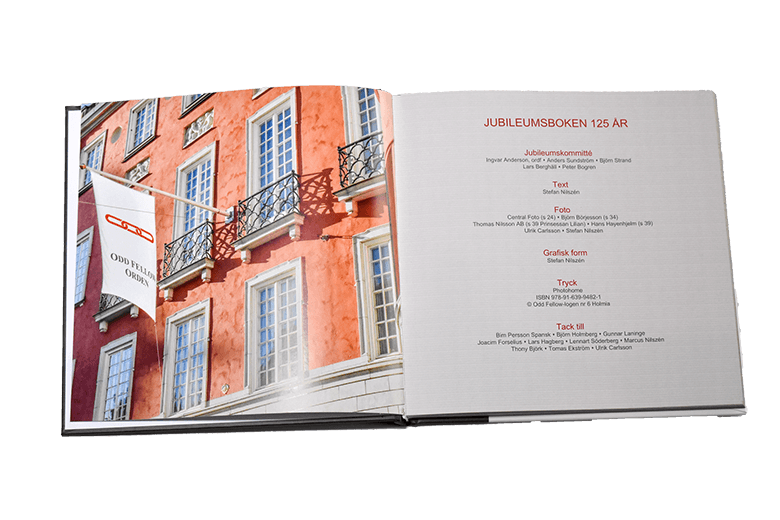 ODD FELLOW
ORDEN
JUBILEUMSBOKEN 125 ÅR
Jubileumskommitté
Ingvar Anderson, ordf • Anders Sundström • Björn Strand
Lars Berghäll • Peter Bogren
Text
Stefan Nilszén
Foto
Central Foto (s 24) • Björn Börjesson (s 34)
Thomas Nilsson AB (s 39 Prinsessan Lilian) • Hans Høyenhjelm (s 39)
Ulrik Carlsson • Stefan Nilszén
Grafisk form
Stefan Nilszén
Tryck
Photohome
ISBN 978-91-639-9482-1
© Odd Fellow-logen nr 6 Holmia
Tack till
Bim Persson Spansk • Björn Holmberg • Gunnar Laninge
Joacim Forselius • Lars Hagberg • Lennart Söderberg • Marcus Nilszén
Thony Björk • Tomas Ekström • Ulrik Carlsson